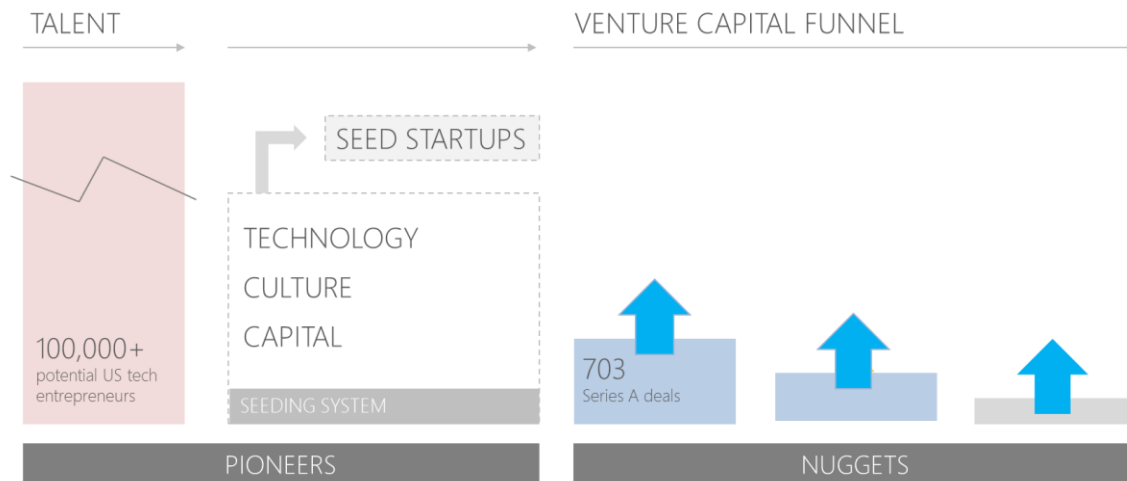 TALENT
VENTURE CAPITAL FUNNEL
SEED STARTUPS
TECHNOLOGY
CULTURE
CAPITAL
100,000+
potential US tech
entrepreneurs
SEEDING SYSTEM
703
Series A deals
PIONEERS
NUGGETS